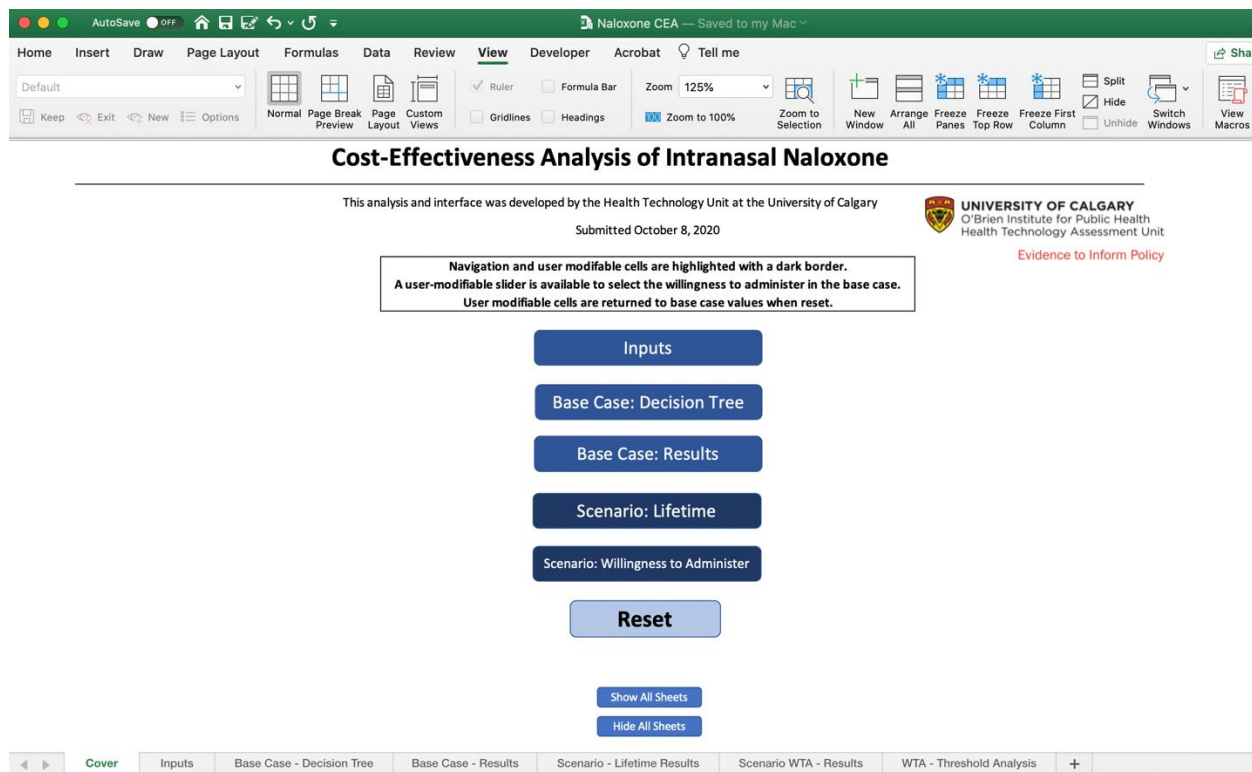 AutoSave OFF Naloxone CEA — Saved to my Mac
Home Insert Draw Page Layout Formulas Data Review View Developer Acrobat Tell me Sha
Default Ruler Formula Bar Zoom 125% Split
Hide
Keep Exit New Options Normal Page Break Preview Page Layout Custom Views Gridlines Headings 100 Zoom to 100% Zoom to Selection New Window Arrange All Freeze Panes Freeze Top Row Freeze First Column Unhide Switch Windows View Macros
Cost-Effectiveness Analysis of Intranasal Naloxone
This analysis and interface was developed by the Health Technology Unit at the University of Calgary
Submitted October 8, 2020
UNIVERSITY OF CALGARY
O'Brien Institute for Public Health
Health Technology Assessment Unit
Evidence to Inform Policy
Navigation and user modifable cells are highlighted with a dark border.
A user-modifiable slider is available to select the willingness to administer in the base case.
User modifiable cells are returned to base case values when reset.
Inputs
Base Case: Decision Tree
Base Case: Results
Scenario: Lifetime
Scenario: Willingness to Administer
Reset
Show All Sheets
Hide All Sheets
Cover Inputs Base Case - Decision Tree Base Case - Results Scenario - Lifetime Results Scenario WTA - Results WTA - Threshold Analysis +